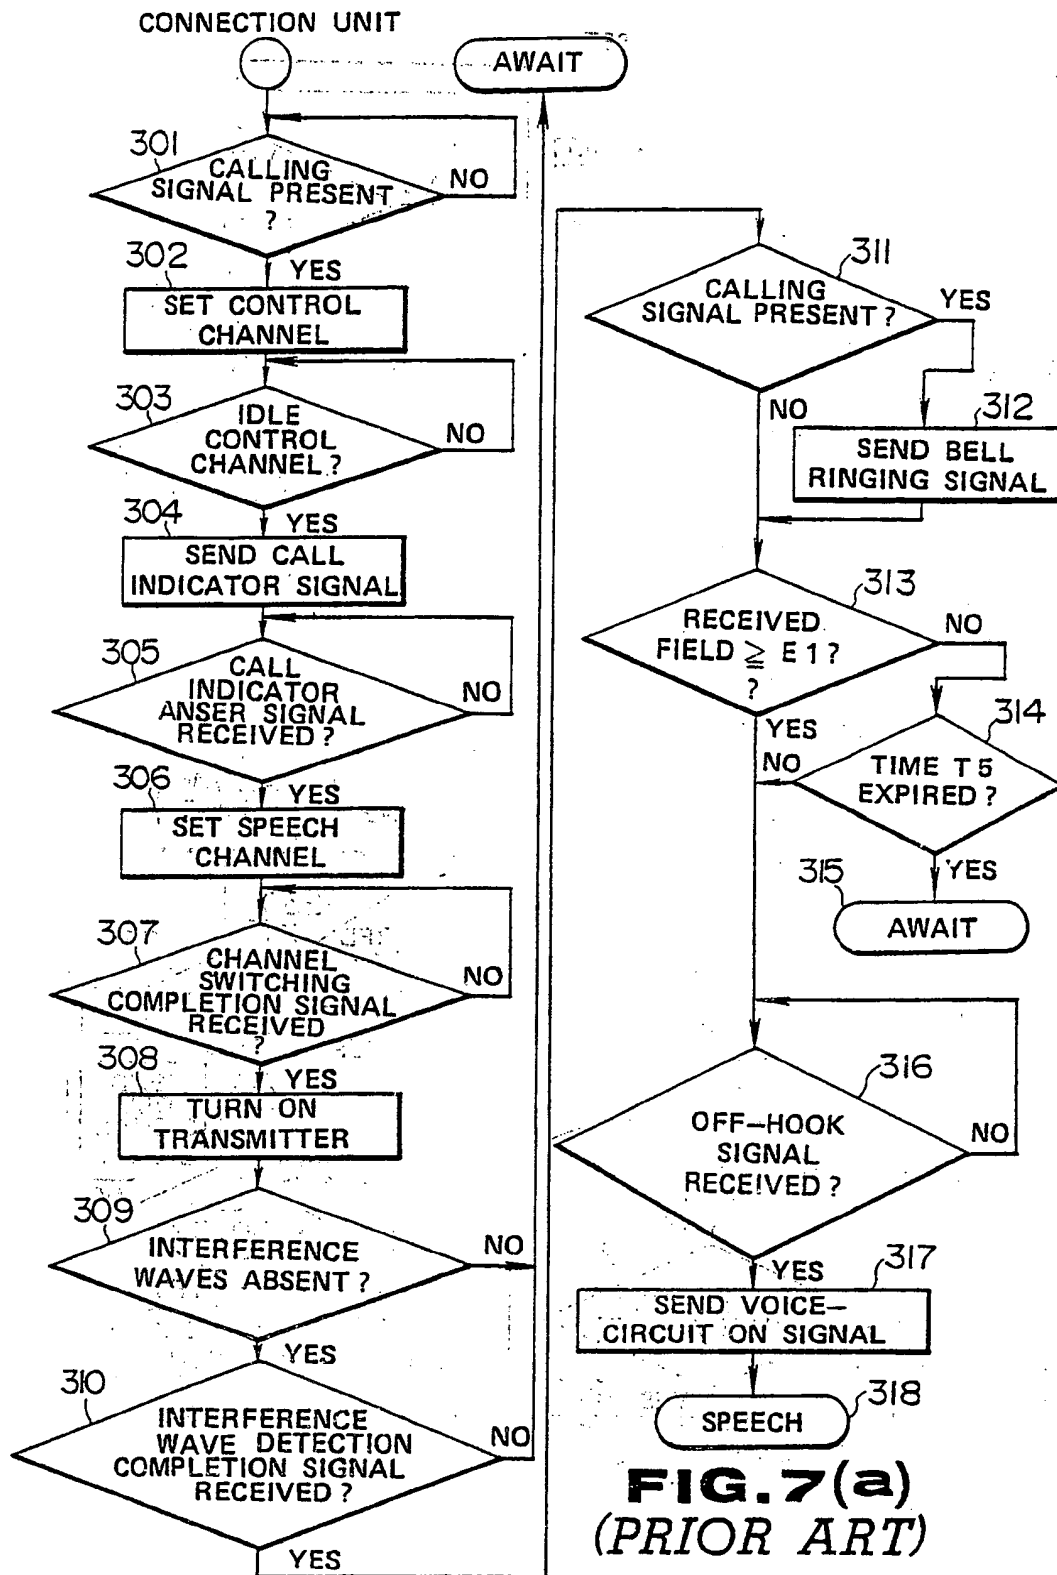 CONNECTION UNIT
AWAIT
301
CALLING
SIGNAL PRESENT
?
NO
YES
302
SET CONTROL
CHANNEL
303
IDLE
CONTROL
CHANNEL?
NO
YES
304
SEND CALL
INDICATOR SIGNAL
305
CALL
INDICATOR
ANSER SIGNAL
RECEIVED?
NO
YES
306
SET SPEECH
CHANNEL
307
CHANNEL
SWITCHING
COMPLETION SIGNAL
RECEIVED
?
NO
YES
308
TURN ON
TRANSMITTER
309
INTERFERENCE
WAVES ABSENT?
NO
YES
310
INTERFERENCE
WAVE DETECTION
COMPLETION SIGNAL
RECEIVED?
NO
YES
311
CALLING
SIGNAL PRESENT?
YES
NO
312
SEND BELL
RINGING SIGNAL
313
RECEIVED
FIELD ≧ E1?
?
NO
YES
314
TIME T5
EXPIRED?
NO
YES
315
AWAIT
316
OFF-HOOK
SIGNAL
RECEIVED?
NO
YES
317
SEND VOICE-
CIRCUIT ON SIGNAL
SPEECH
318
FIG.7(a)
(PRIOR ART)